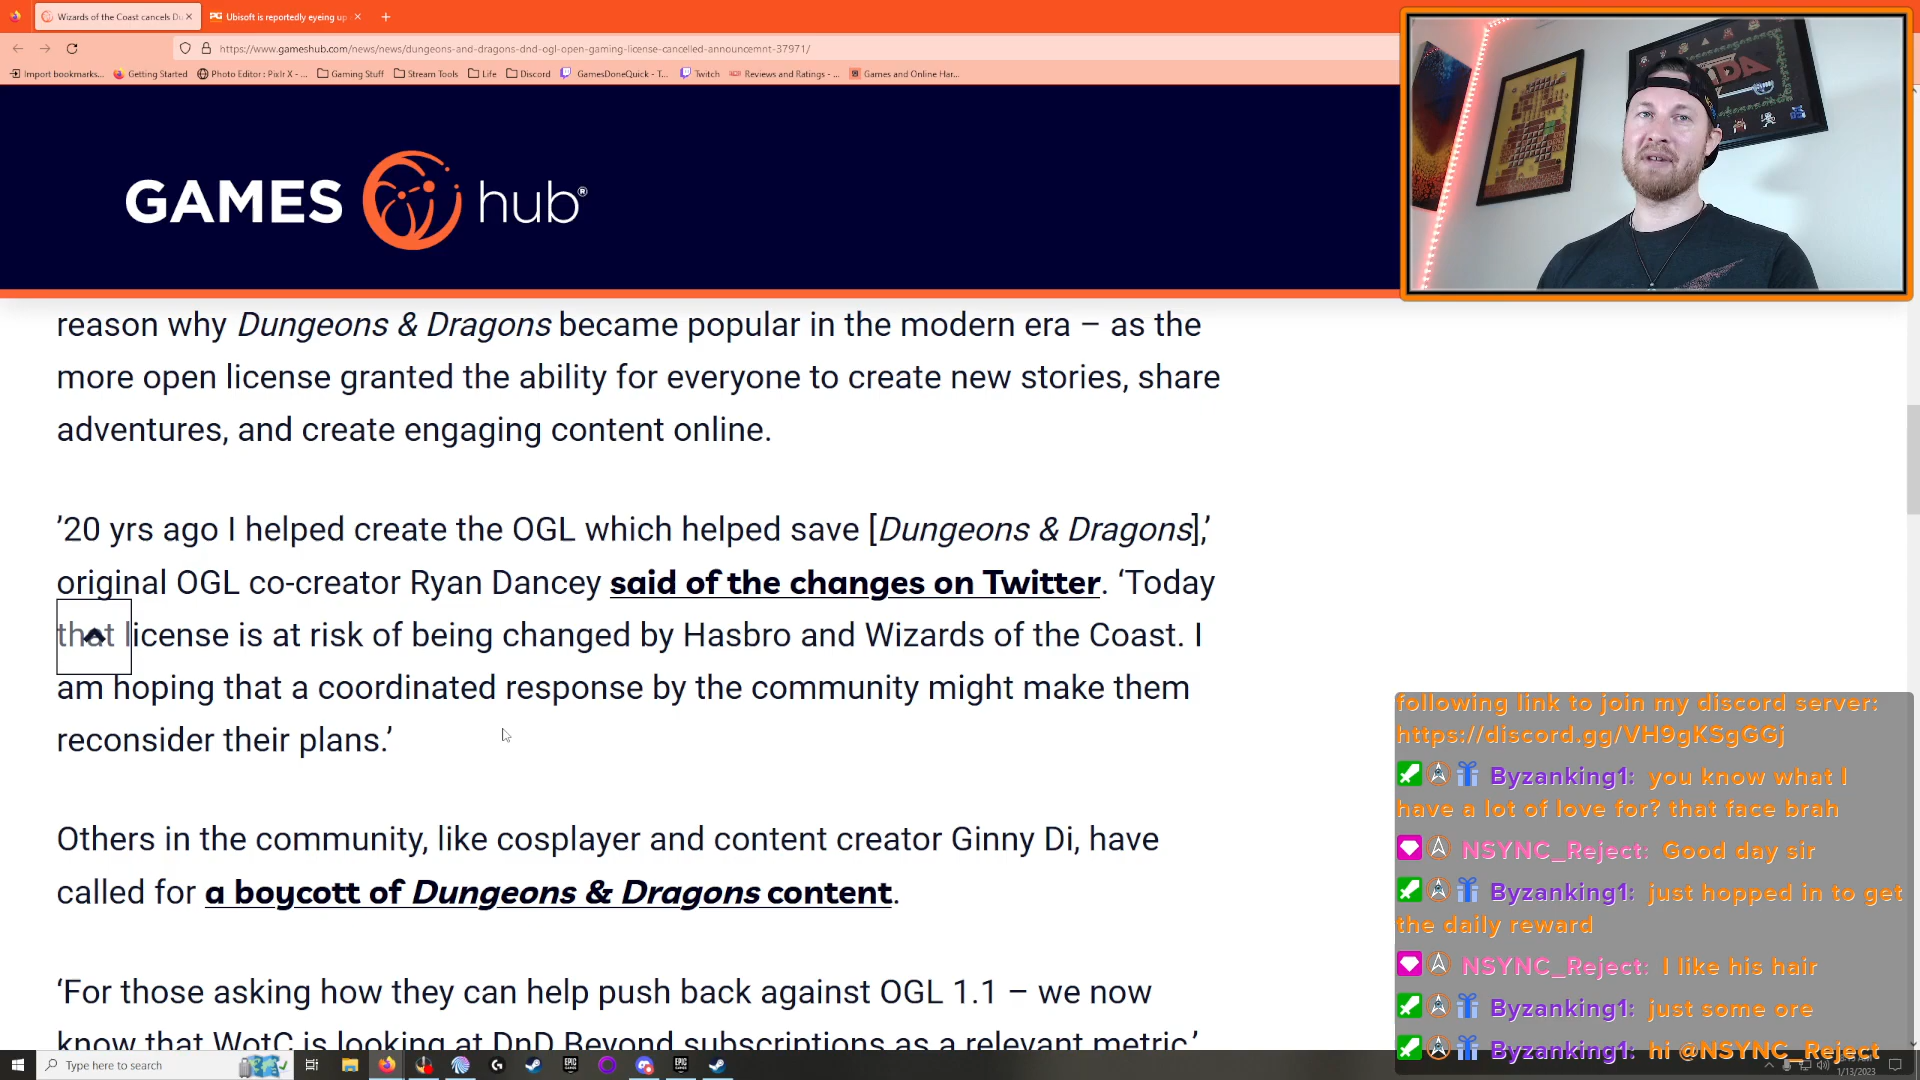 Wizards of the Coast cancels Du
Ubisoft is reportedly eyeing up
https://www.gameshub.com/news/news/dungeons-and-dragons-dnd-ogl-open-gaming-license-cancelled-announcemnt-37971/
Import bookmarks...
Getting Started
Photo Editor : Pixlr X - ...
Gaming Stuff
Stream Tools
Life
Discord
GamesDoneQuick - T...
Twitch
Reviews and Ratings - ...
Games and Online Har...
GAMES hub®
reason why Dungeons & Dragons became popular in the modern era – as the
more open license granted the ability for everyone to create new stories, share
adventures, and create engaging content online.
’20 yrs ago I helped create the OGL which helped save [Dungeons & Dragons],’
original OGL co-creator Ryan Dancey said of the changes on Twitter. ‘Today
that license is at risk of being changed by Hasbro and Wizards of the Coast. I
am hoping that a coordinated response by the community might make them
reconsider their plans.’
Others in the community, like cosplayer and content creator Ginny Di, have
called for a boycott of Dungeons & Dragons content.
‘For those asking how they can help push back against OGL 1.1 – we now
know that WotC is looking at DnD Beyond subscriptions as a relevant metric,’
following link to join my discord server:
https://discord.gg/VH9gKSgGGj
Byzanking1: you know what I
have a lot of love for? that face brah
NSYNC_Reject: Good day sir
Byzanking1: just hopped in to get
the daily reward
NSYNC_Reject: I like his hair
Byzanking1: just some ore
Byzanking1: hi @NSYNC_Reject
Type here to search
1/13/2023